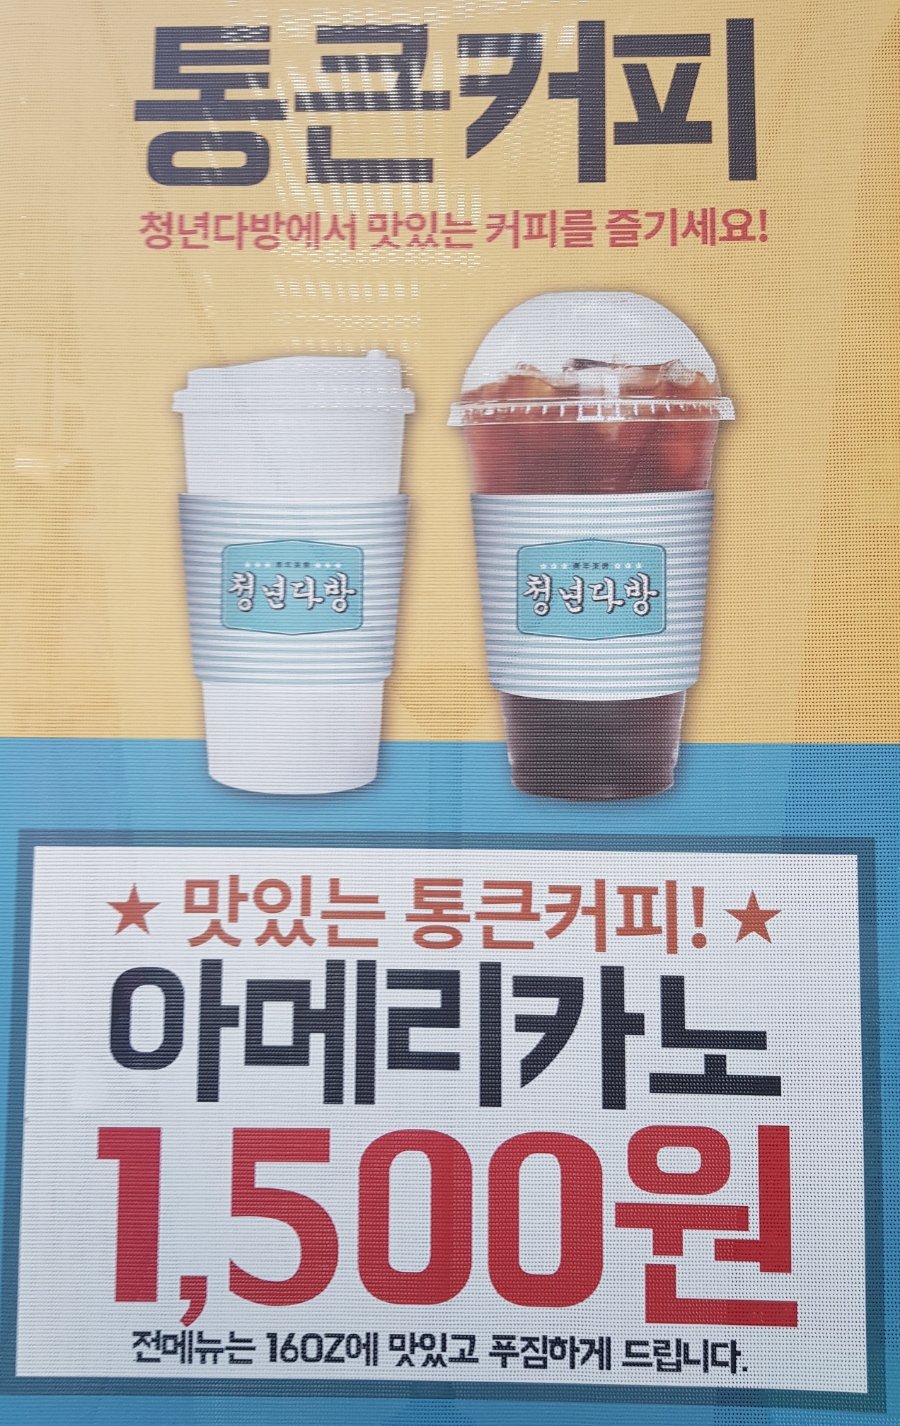 통큰커피
청년다방에서 맛있는 커피를 즐기세요!
청년다방
청년다방
★ 맛있는 통큰커피! ★
아메리카노
1,500원
전메뉴는 16OZ에 맛있고 푸짐하게 드립니다.